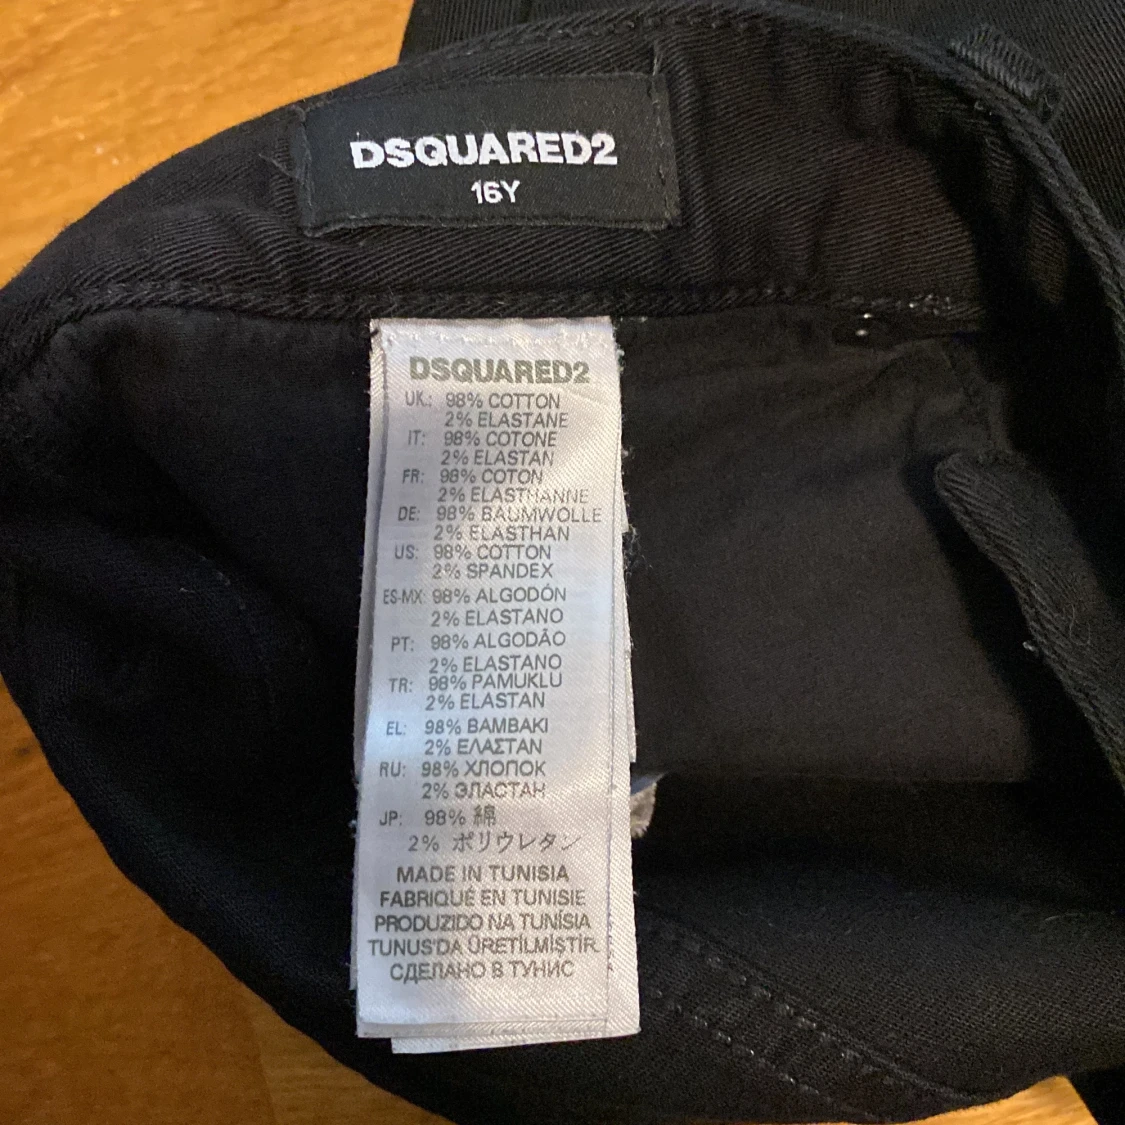 DSQUARED2
16Y
DSQUARED2
UK: 98% COTTON
2% ELASTANE
IT: 98% COTONE
2% ELASTAN
FR: 98% COTON
2% ELASTHANNE
DE: 98% BAUMWOLLE
2% ELASTHAN
US: 98% COTTON
2% SPANDEX
ES-MX: 98% ALGODÓN
2% ELASTANO
PT: 98% ALGODÃO
2% ELASTANO
TR: 98% PAMUKLU
2% ELASTAN
EL: 98% BAMBAKI
2% ΕΛΑΣΤΑΝ
RU: 98% ХЛОПОК
2% ЭЛАСТАН
JP: 98% 綿
2% ポリウレタン
MADE IN TUNISIA
FABRIQUÉ EN TUNISIE
PRODUZIDO NA TUNÍSIA
TUNUS'DA ÜRETİLMİŞTİR.
СДЕЛАНО В ТУНИС